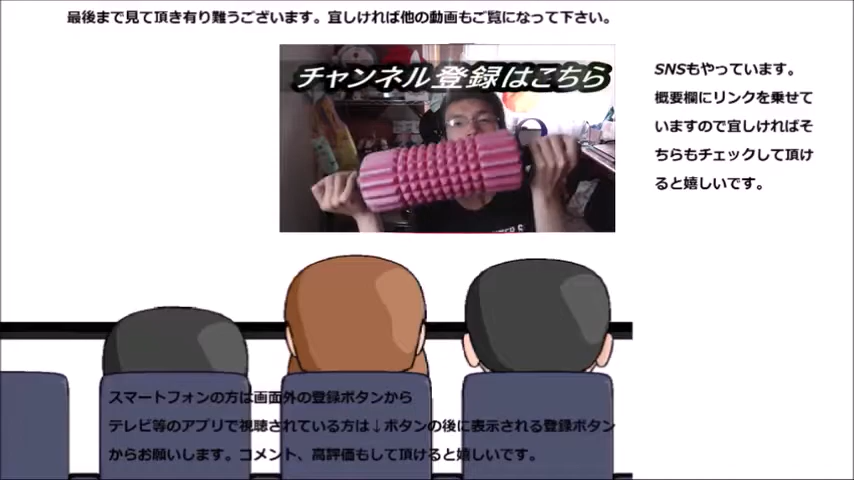 最後まで見て頂き有り難うございます。宜しければ他の動画もご覧になって下さい。
チャンネル登録はこちら
SNSもやっています。
概要欄にリンクを乗せて
いますので宜しければそ
ちらもチェックして頂け
ると嬉しいです。
スマートフォンの方は画面外の登録ボタンから
テレビ等のアプリで視聴されている方は↓ボタンの後に表示される登録ボタン
からお願いします。コメント、高評価もして頂けると嬉しいです。